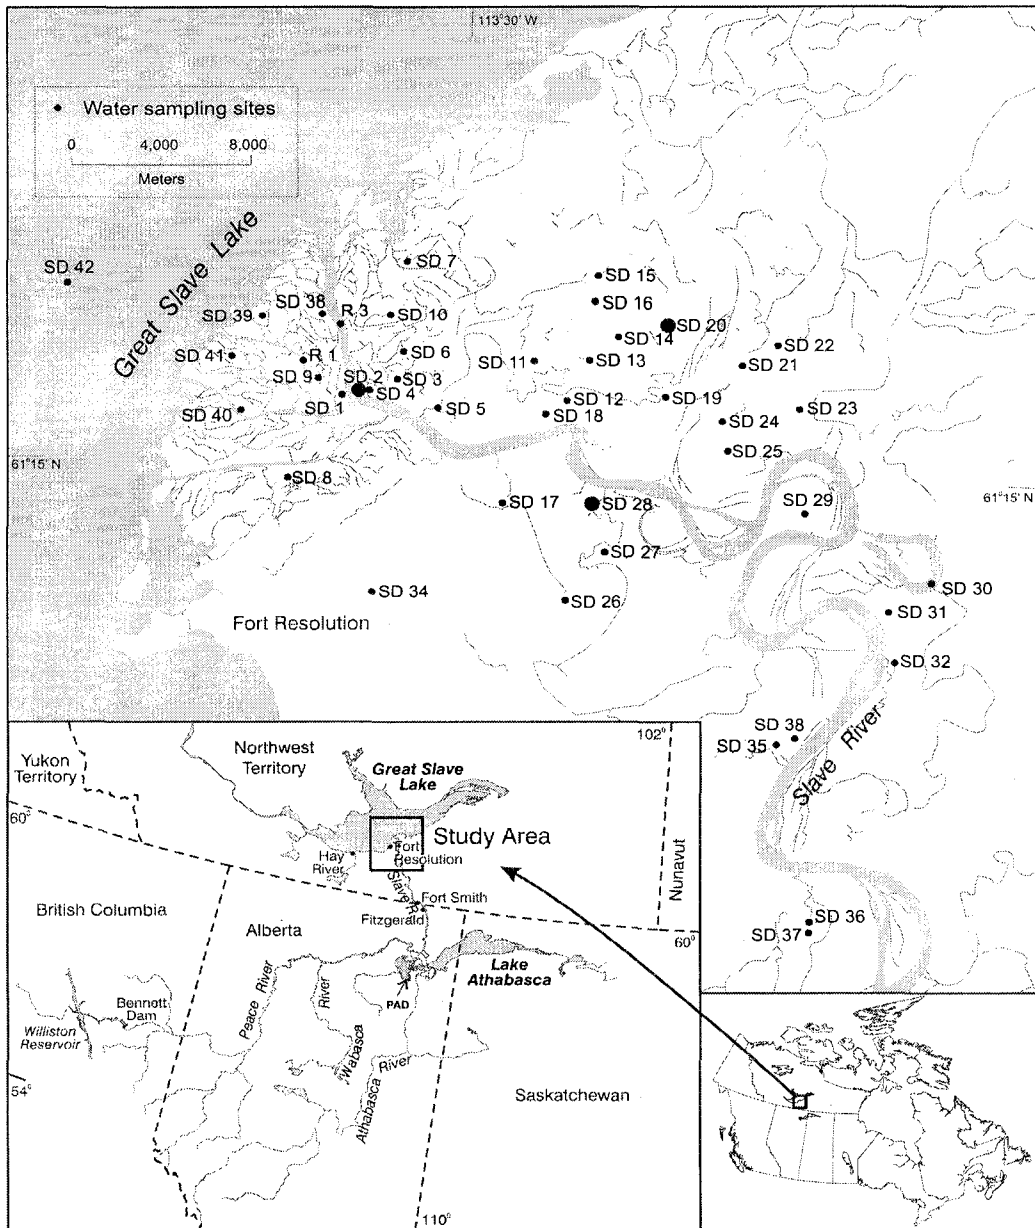 113°30' W
Water sampling sites
0 4,000 8,000
Meters
Great Slave Lake
SD 42
SD 7
SD 15
SD 16
SD 38
R 3
SD 39
SD 10
SD 20
SD 14
SD 22
SD 41
R 1
SD 6
SD 11
SD 13
SD 21
SD 9
SD 2
SD 3
SD 4
SD 1
SD 40
SD 5
SD 12
SD 18
SD 19
SD 23
SD 24
SD 25
61°15' N
SD 8
SD 17
SD 28
SD 29
61°15' N
SD 27
SD 34
SD 26
SD 30
SD 31
Fort Resolution
SD 32
SD 38
SD 35
Slave River
SD 36
SD 37
102°
Yukon
Territory
Northwest
Territory
Great Slave
Lake
60°
Study Area
Hay
River
Fort
Resolution
Nunavut
Slave R.
Fort Smith
Fitzgerald
60°
British Columbia
Alberta
Lake
Athabasca
PAD
Peace River
Wabasca
River
Bennott
Dam
Williston
Reservoir
Athabasca
River
54°
Saskatchewan
110°